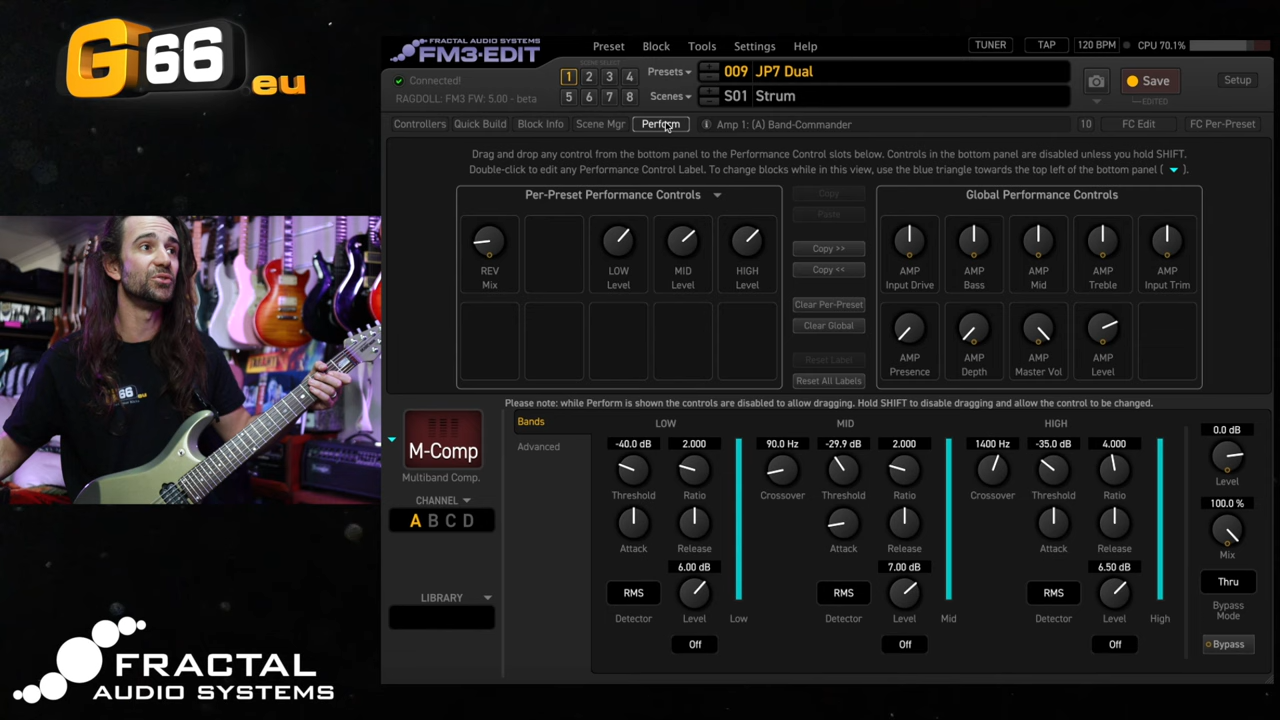 G66.eu
FRACTAL AUDIO SYSTEMS
FM3-EDIT
Preset Block Tools Settings Help
TUNER TAP 120 BPM CPU 70.1%
Connected!
RAGDOLL: FM3 FW: 5.00 - beta
SCENE SELECT
1 2 3 4
5 6 7 8
Presets 009 JP7 Dual
Scenes S01 Strum
Save
EDITED
Setup
Controllers Quick Build Block Info Scene Mgr Perform Amp 1: (A) Band-Commander 10 FC Edit FC Per-Preset
Drag and drop any control from the bottom panel to the Performance Control slots below. Controls in the bottom panel are disabled unless you hold SHIFT.
Double-click to edit any Performance Control Label. To change blocks while in this view, use the blue triangle towards the top left of the bottom panel ( ).
Per-Preset Performance Controls
REV Mix
LOW Level
MID Level
HIGH Level
Copy
Paste
Copy >>
Copy <<
Clear Per-Preset
Clear Global
Reset Label
Reset All Labels
Global Performance Controls
AMP Input Drive
AMP Bass
AMP Mid
AMP Treble
AMP Input Trim
AMP Presence
AMP Depth
AMP Master Vol
AMP Level
Please note: while Perform is shown the controls are disabled to allow dragging. Hold SHIFT to disable dragging and allow the control to be changed.
M-Comp
Multiband Comp.
CHANNEL
A B C D
LIBRARY
Bands
Advanced
LOW
-40.0 dB 2.000
Threshold Ratio
Attack Release
6.00 dB
RMS
Detector Level Low
Off
MID
90.0 Hz -29.9 dB 2.000
Crossover Threshold Ratio
Attack Release
7.00 dB
RMS
Detector Level Mid
Off
HIGH
1400 Hz -35.0 dB 4.000
Crossover Threshold Ratio
Attack Release
6.50 dB
RMS
Detector Level High
Off
0.0 dB
Level
100.0 %
Mix
Thru
Bypass Mode
Bypass
FRACTAL
AUDIO SYSTEMS